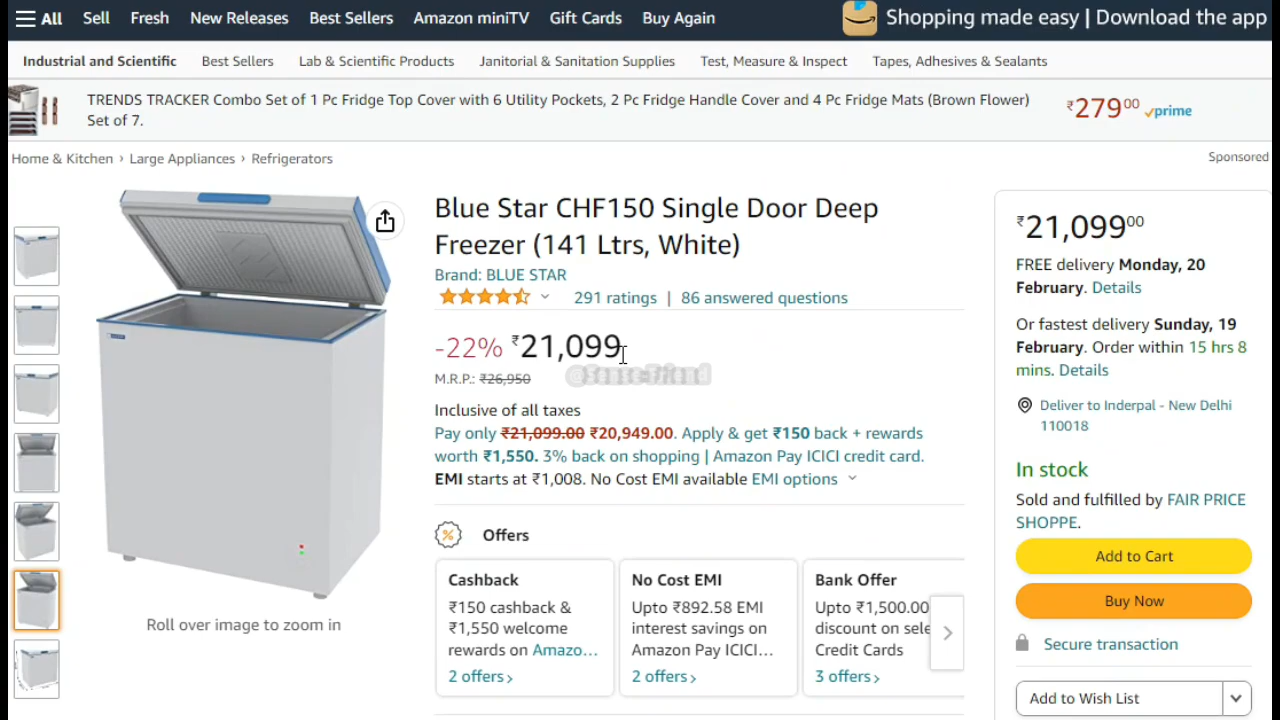 All Sell Fresh New Releases Best Sellers Amazon miniTV Gift Cards Buy Again Shopping made easy | Download the app
Industrial and Scientific Best Sellers Lab & Scientific Products Janitorial & Sanitation Supplies Test, Measure & Inspect Tapes, Adhesives & Sealants
TRENDS TRACKER Combo Set of 1 Pc Fridge Top Cover with 6 Utility Pockets, 2 Pc Fridge Handle Cover and 4 Pc Fridge Mats (Brown Flower)
Set of 7.
₹27900 prime
Home & Kitchen › Large Appliances › Refrigerators
Sponsored
Blue Star CHF150 Single Door Deep
Freezer (141 Ltrs, White)
Brand: BLUE STAR
291 ratings | 86 answered questions
-22% ₹21,099
M.R.P.: ₹26,950
Inclusive of all taxes
Pay only ₹21,099.00 ₹20,949.00. Apply & get ₹150 back + rewards
worth ₹1,550. 3% back on shopping | Amazon Pay ICICI credit card.
EMI starts at ₹1,008. No Cost EMI available EMI options
Offers
Cashback
₹150 cashback &
₹1,550 welcome
rewards on Amazo...
2 offers›
No Cost EMI
Upto ₹892.58 EMI
interest savings on
Amazon Pay ICICI...
2 offers›
Bank Offer
Upto ₹1,500.00
discount on sele
Credit Cards
3 offers›
Roll over image to zoom in
₹21,09900
FREE delivery Monday, 20
February. Details
Or fastest delivery Sunday, 19
February. Order within 15 hrs 8
mins. Details
Deliver to Inderpal - New Delhi
110018
In stock
Sold and fulfilled by FAIR PRICE
SHOPPE.
Add to Cart
Buy Now
Secure transaction
Add to Wish List